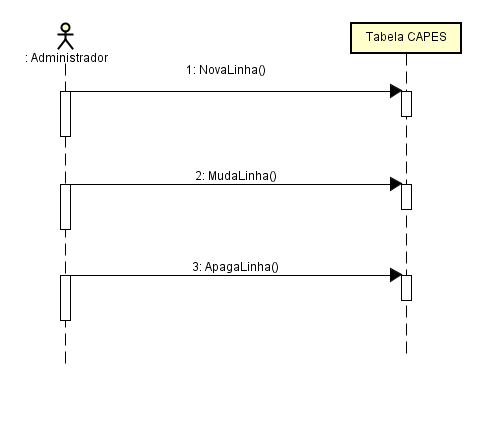 : Administrador
Tabela CAPES
1: NovaLinha()
2: MudaLinha()
3: ApagaLinha()